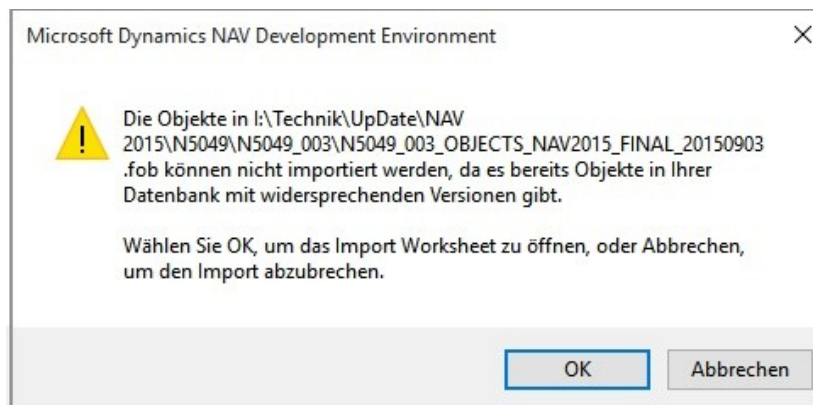 Microsoft Dynamics NAV Development Environment
Die Objekte in I:\Technik\UpDate\NAV
2015\N5049\N5049_003\N5049_003_OBJECTS_NAV2015_FINAL_20150903
.fob können nicht importiert werden, da es bereits Objekte in Ihrer
Datenbank mit widersprechenden Versionen gibt.
Wählen Sie OK, um das Import Worksheet zu öffnen, oder Abbrechen,
um den Import abzubrechen.
OK
Abbrechen